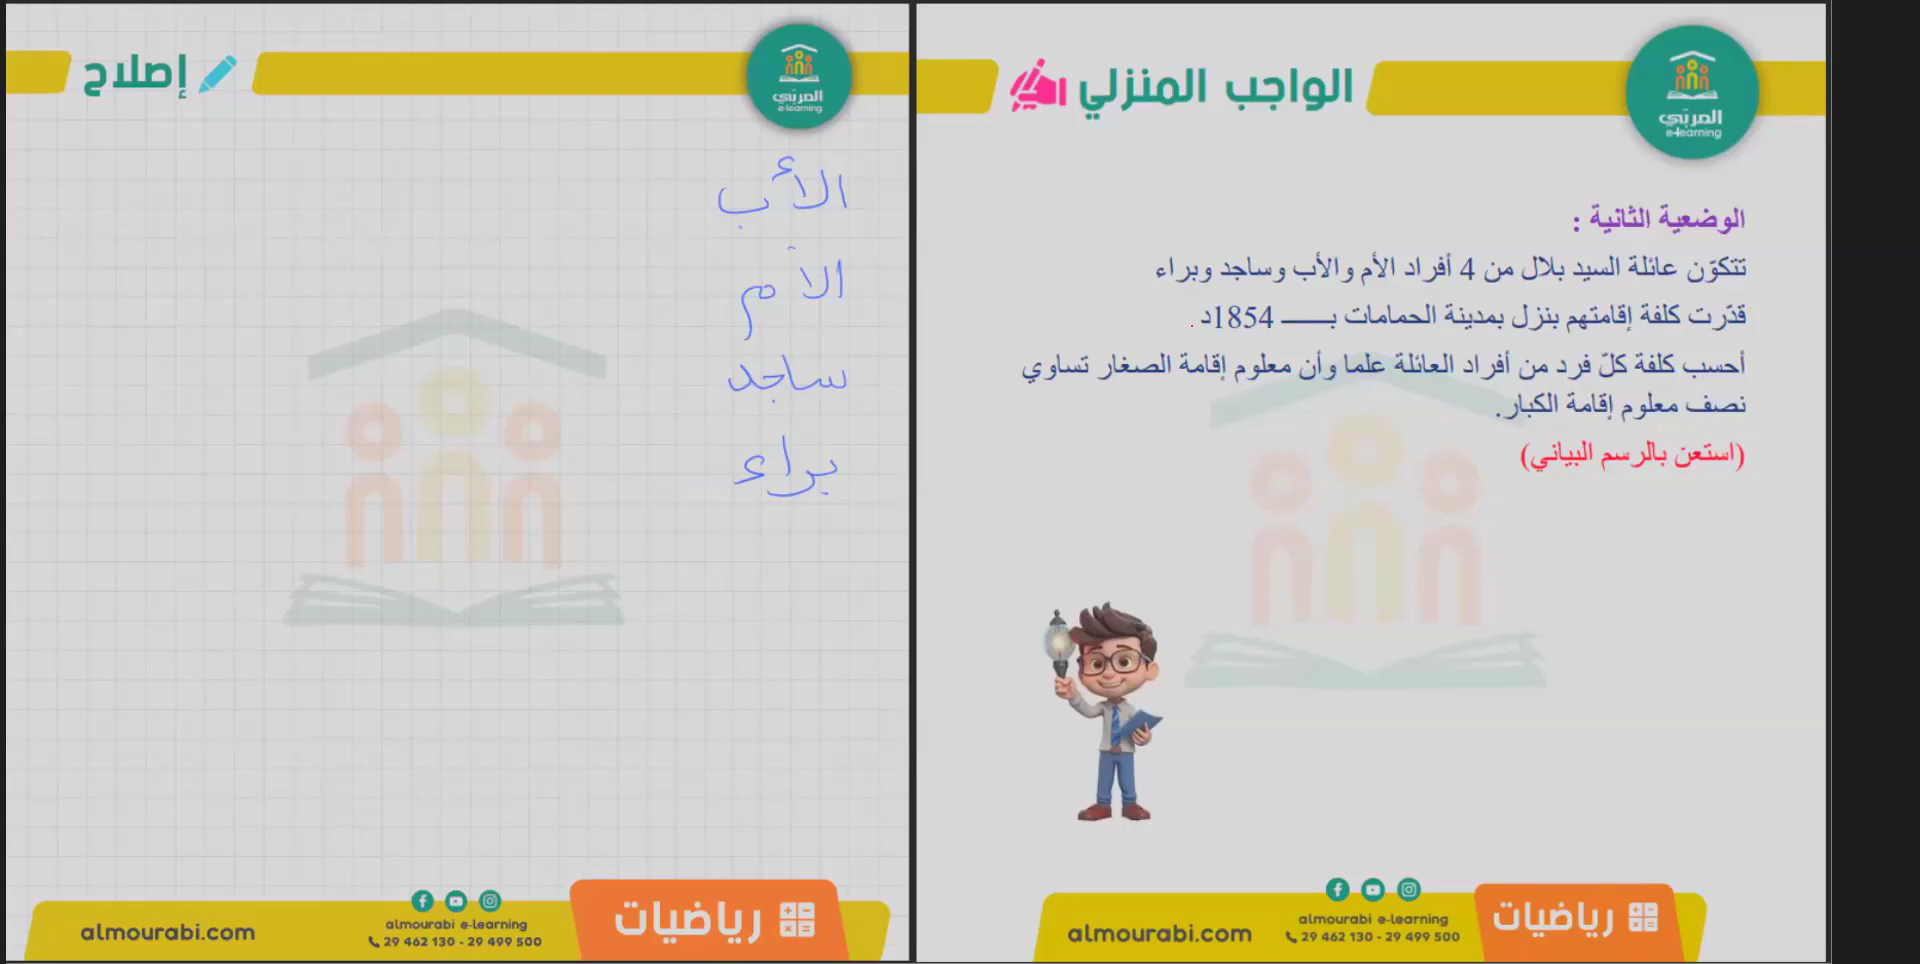 الواجب المنزلي
المربّي
e-learning
الوضعية الثانية :
تتكوّن عائلة السيد بلال من 4 أفراد الأم والأب وساجد وبراء
قدّرت كلفة إقامتهم بنزل بمدينة الحمامات بـــــ 1854د
أحسب كلفة كلّ فرد من أفراد العائلة علما وأن معلوم إقامة الصغار تساوي
نصف معلوم إقامة الكبار.
(استعن بالرسم البياني)
رياضيات
almourabi e-learning
29 462 130 - 29 499 500
almourabi.com
إصلاح
المربّي
e-learning
الأب
الأم
ساجد
براء
رياضيات
almourabi e-learning
29 462 130 - 29 499 500
almourabi.com